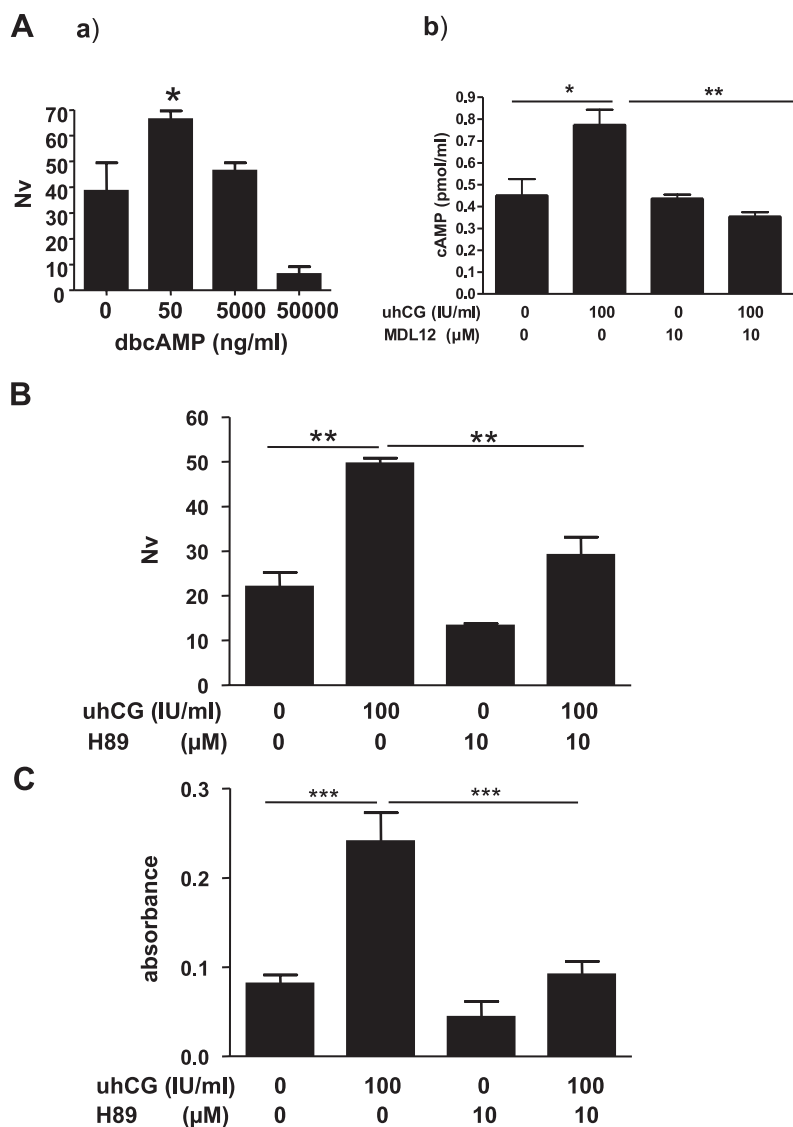 A a) b)
*
70
60
50
40
30
20
10
0
Nv
0 50 5000 50000
dbcAMP (ng/ml)
* **
0.9
0.8
0.7
0.6
0.5
0.4
0.3
0.2
0.1
0.0
cAMP (pmol/ml)
uhCG (IU/ml) 0 100 0 100
MDL12 (µM) 0 0 10 10
B
** **
60
50
40
30
20
10
0
Nv
uhCG (IU/ml) 0 100 0 100
H89 (µM) 0 0 10 10
C
*** ***
0.3
0.2
0.1
0.0
absorbance
uhCG (IU/ml) 0 100 0 100
H89 (µM) 0 0 10 10